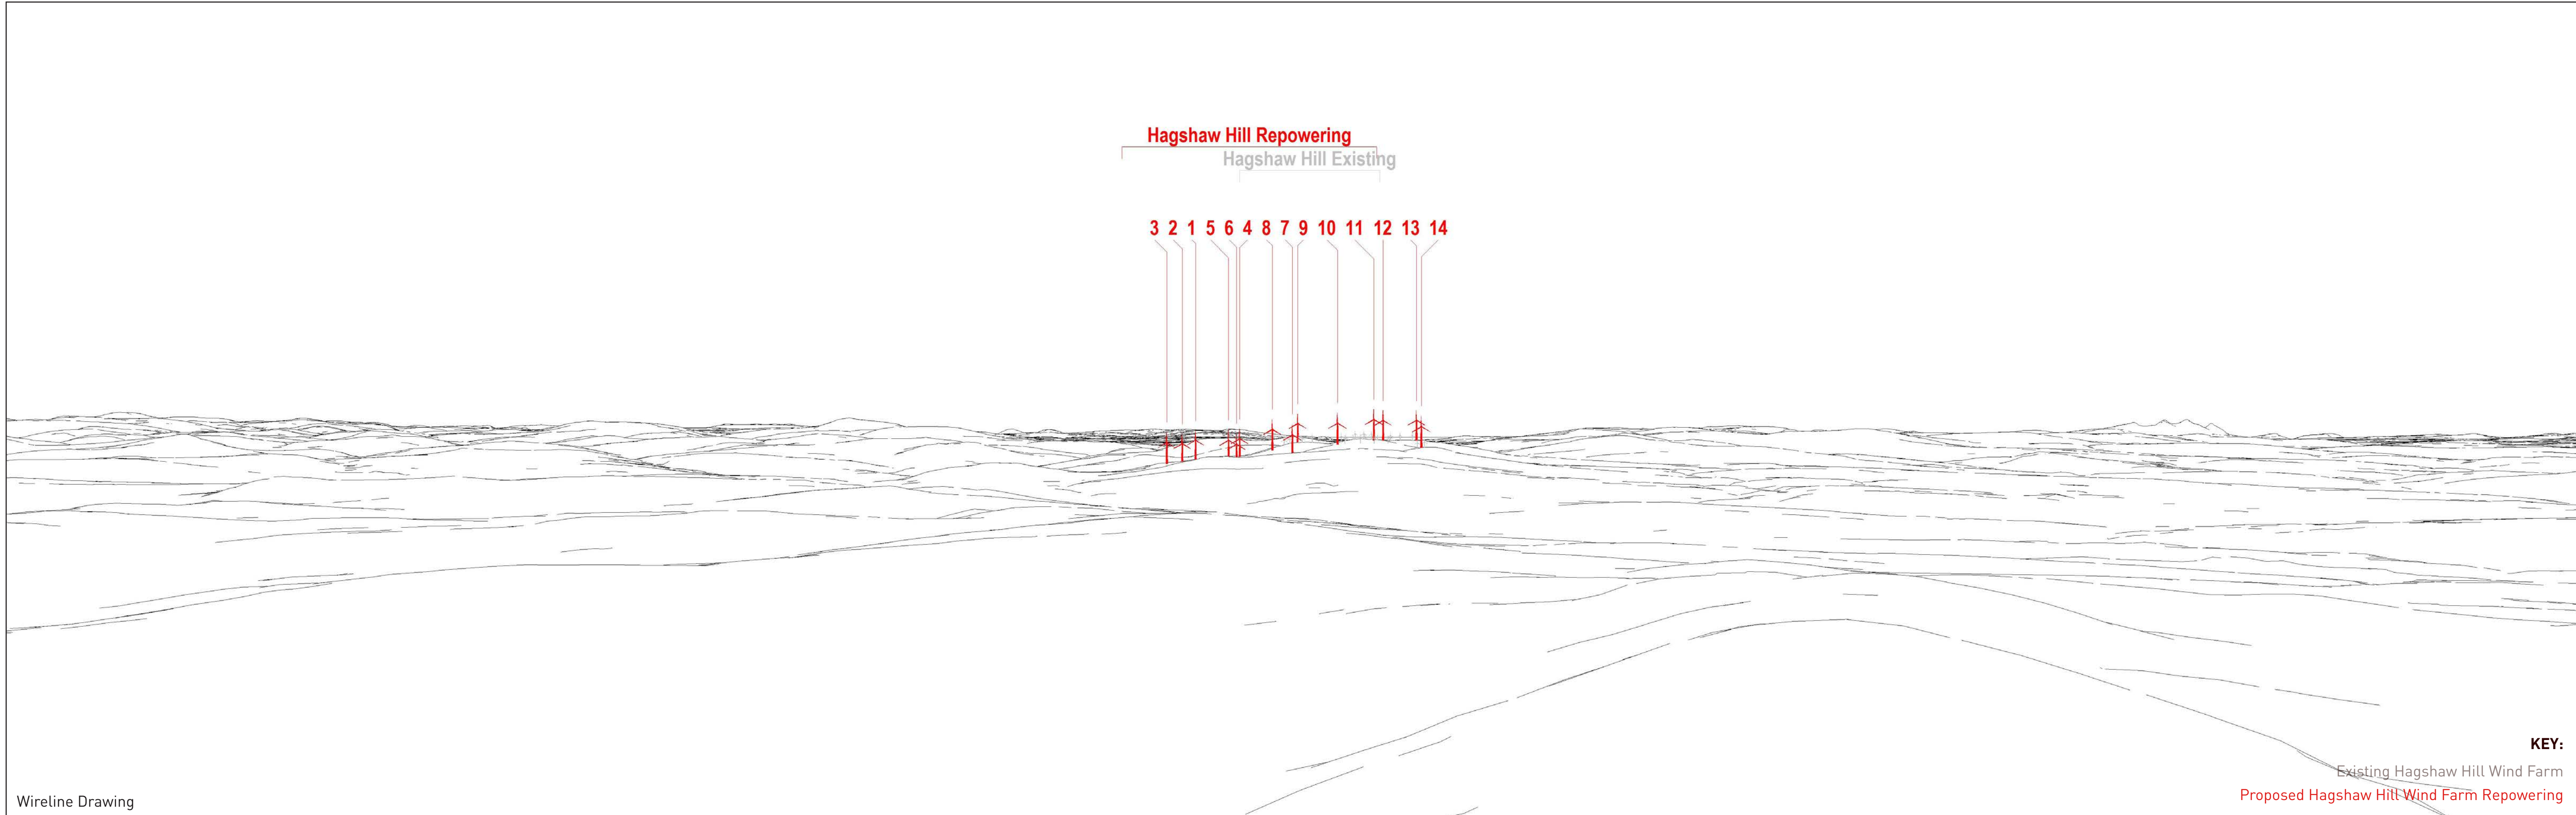 Hagshaw Hill Repowering
Hagshaw Hill Existing
3 2 1 5 6 4 8 7 9 10 11 12 13 14
KEY:
Existing Hagshaw Hill Wind Farm
Proposed Hagshaw Hill Wind Farm Repowering
Wireline Drawing